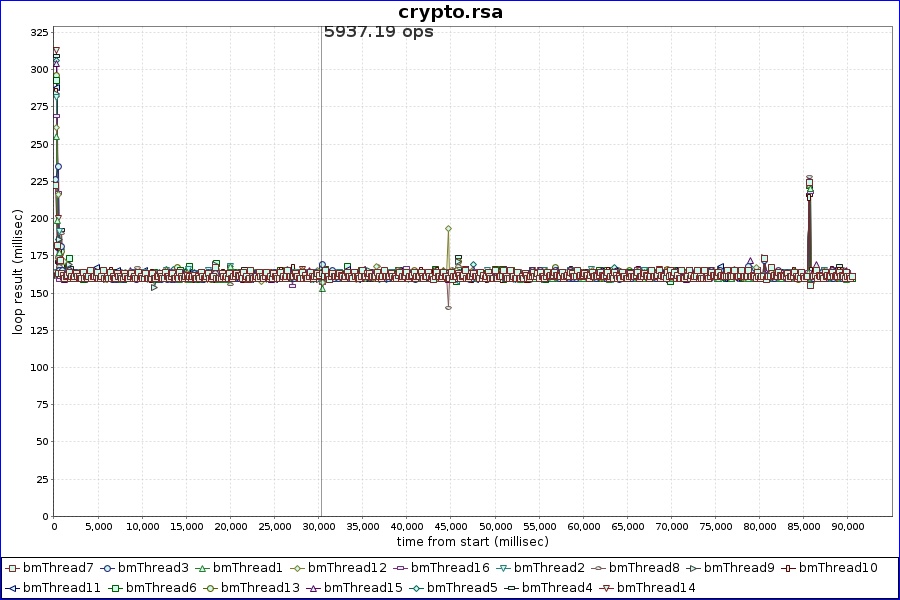 crypto.rsa
5937.19 ops
325
300
275
250
225
200
175
150
125
100
75
50
25
0
loop result (millisec)
0 5,000 10,000 15,000 20,000 25,000 30,000 35,000 40,000 45,000 50,000 55,000 60,000 65,000 70,000 75,000 80,000 85,000 90,000
time from start (millisec)
bmThread7 bmThread3 bmThread1 bmThread12 bmThread16 bmThread2 bmThread8 bmThread9 bmThread10
bmThread11 bmThread6 bmThread13 bmThread15 bmThread5 bmThread4 bmThread14